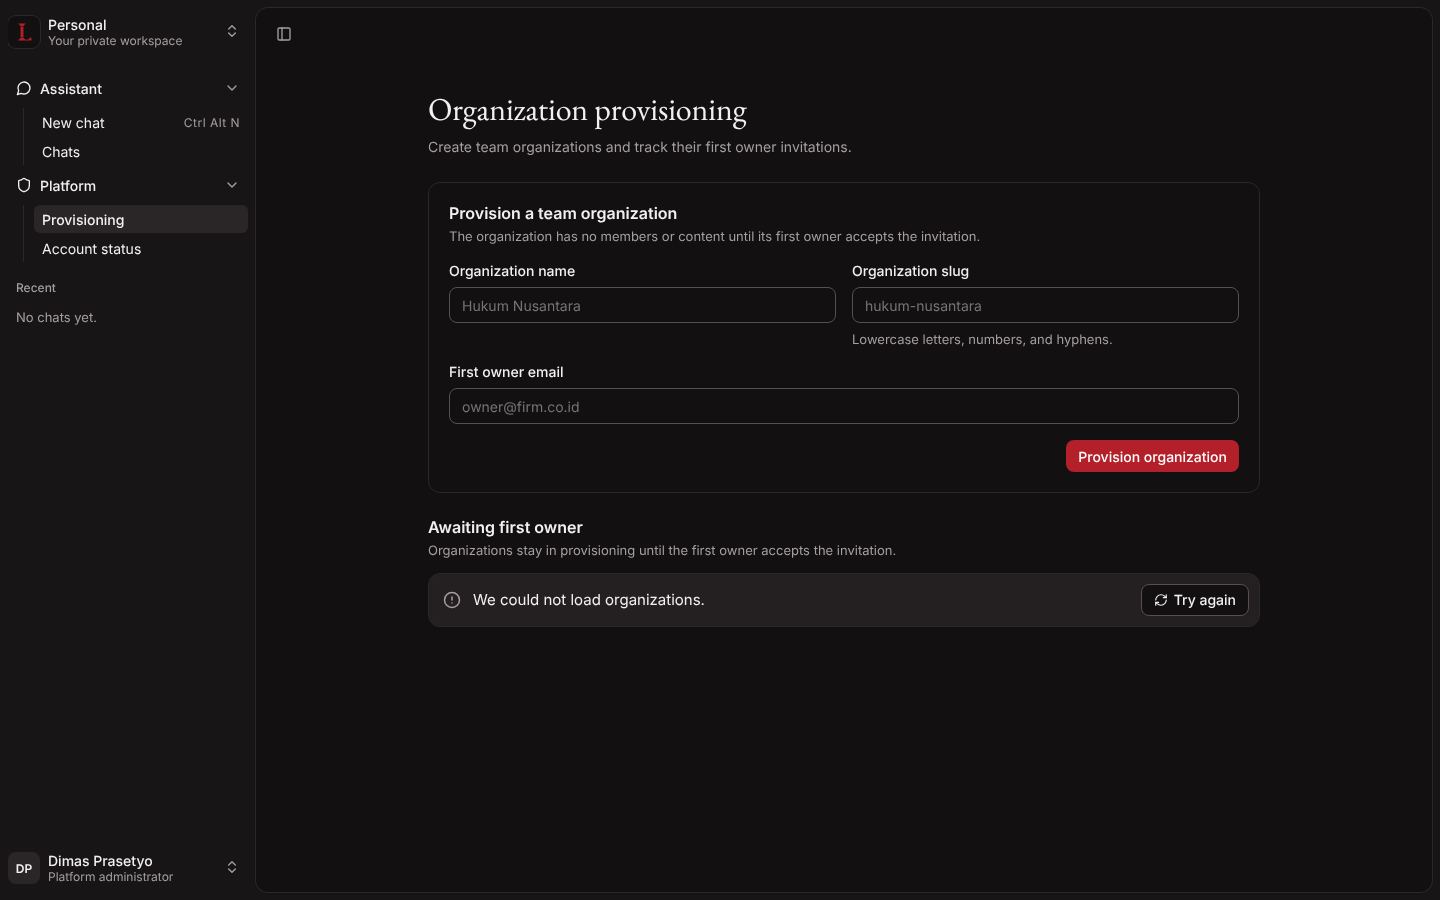 L
Personal
Your private workspace
Assistant
New chat
Ctrl Alt N
Chats
Platform
Provisioning
Account status
Recent
No chats yet.
DP
Dimas Prasetyo
Platform administrator
Organization provisioning
Create team organizations and track their first owner invitations.
Provision a team organization
The organization has no members or content until its first owner accepts the invitation.
Organization name
Hukum Nusantara
Organization slug
hukum-nusantara
Lowercase letters, numbers, and hyphens.
First owner email
owner@firm.co.id
Provision organization
Awaiting first owner
Organizations stay in provisioning until the first owner accepts the invitation.
We could not load organizations.
Try again